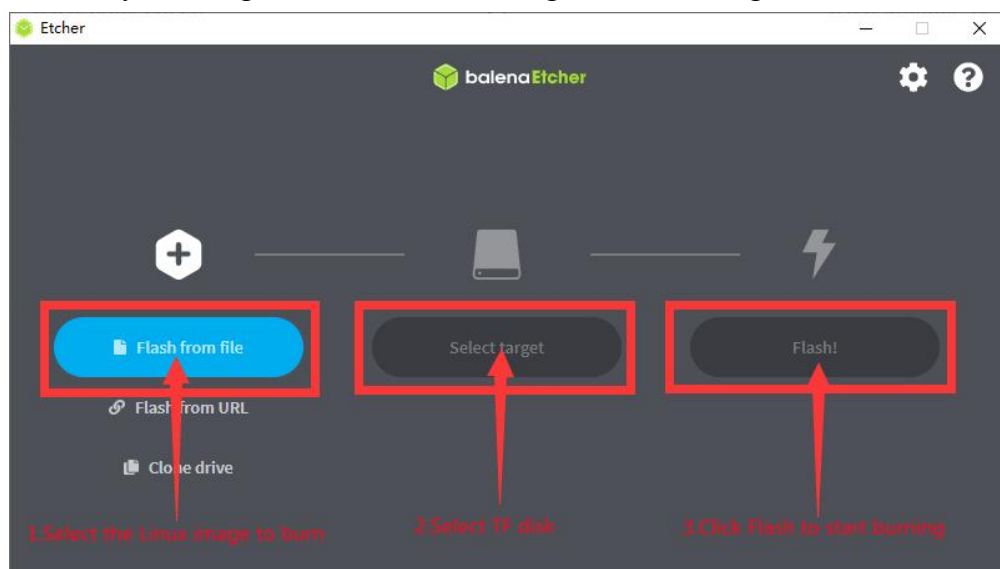 Etcher
balenaEtcher
Flash from file
Select target
Flash!
Flash from URL
Clone drive
1.Select the Linux image to burn
2.Select TF disk
3.Click Flash to start burning